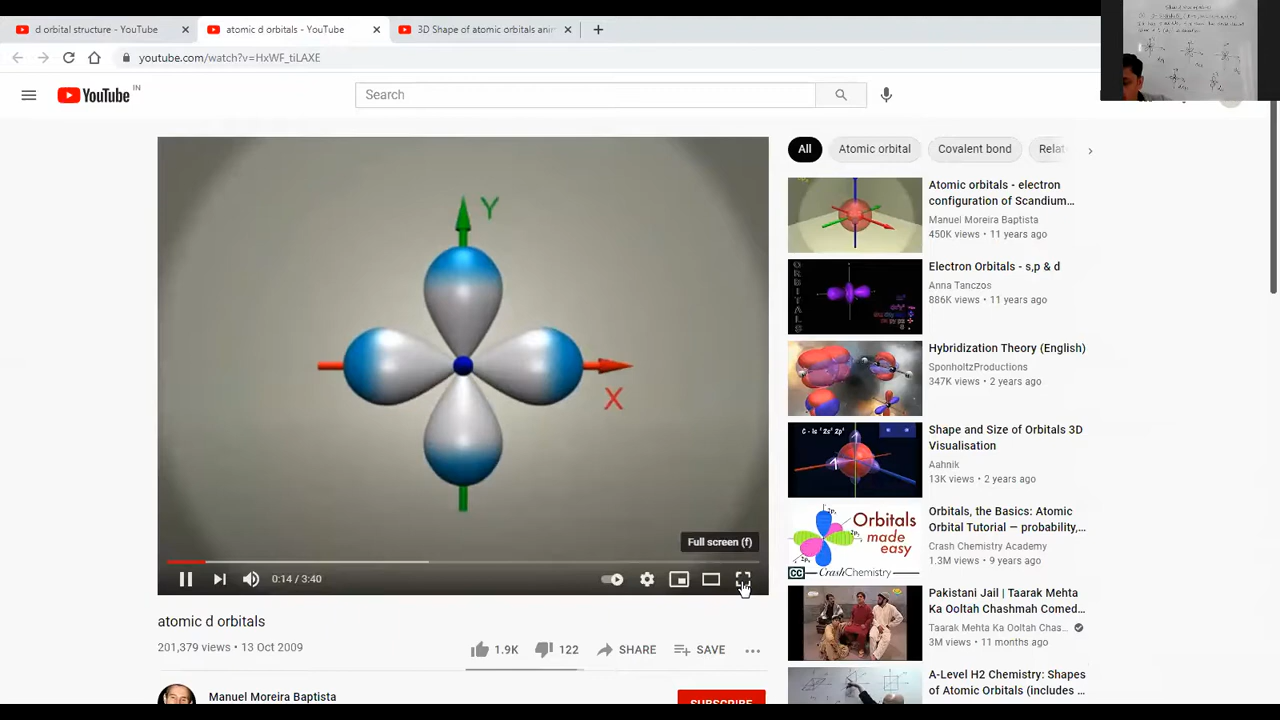 d orbital structure - YouTube
atomic d orbitals - YouTube
3D Shape of atomic orbitals ani
youtube.com/watch?v=HxWF_tiLAXE
YouTube IN
Search
Y
X
Full screen (f)
0:14 / 3:40
atomic d orbitals
201,379 views • 13 Oct 2009
1.9K
122
SHARE
SAVE
Manuel Moreira Baptista
SUBSCRIBE
All
Atomic orbital
Covalent bond
Relat
Atomic orbitals - electron
configuration of Scandium...
Manuel Moreira Baptista
450K views • 11 years ago
ORBITALS
Electron Orbitals - s,p & d
Anna Tanczos
886K views • 11 years ago
Hybridization Theory (English)
SponholtzProductions
347K views • 2 years ago
Shape and Size of Orbitals 3D
Visualisation
Aahnik
13K views • 2 years ago
Orbitals
made
easy
CC
CrashChemistry
Orbitals, the Basics: Atomic
Orbital Tutorial — probability,...
Crash Chemistry Academy
1.3M views • 9 years ago
Pakistani Jail | Taarak Mehta
Ka Ooltah Chashmah Comed...
Taarak Mehta Ka Ooltah Chas...
3M views • 11 months ago
A-Level H2 Chemistry: Shapes
of Atomic Orbitals (includes ...